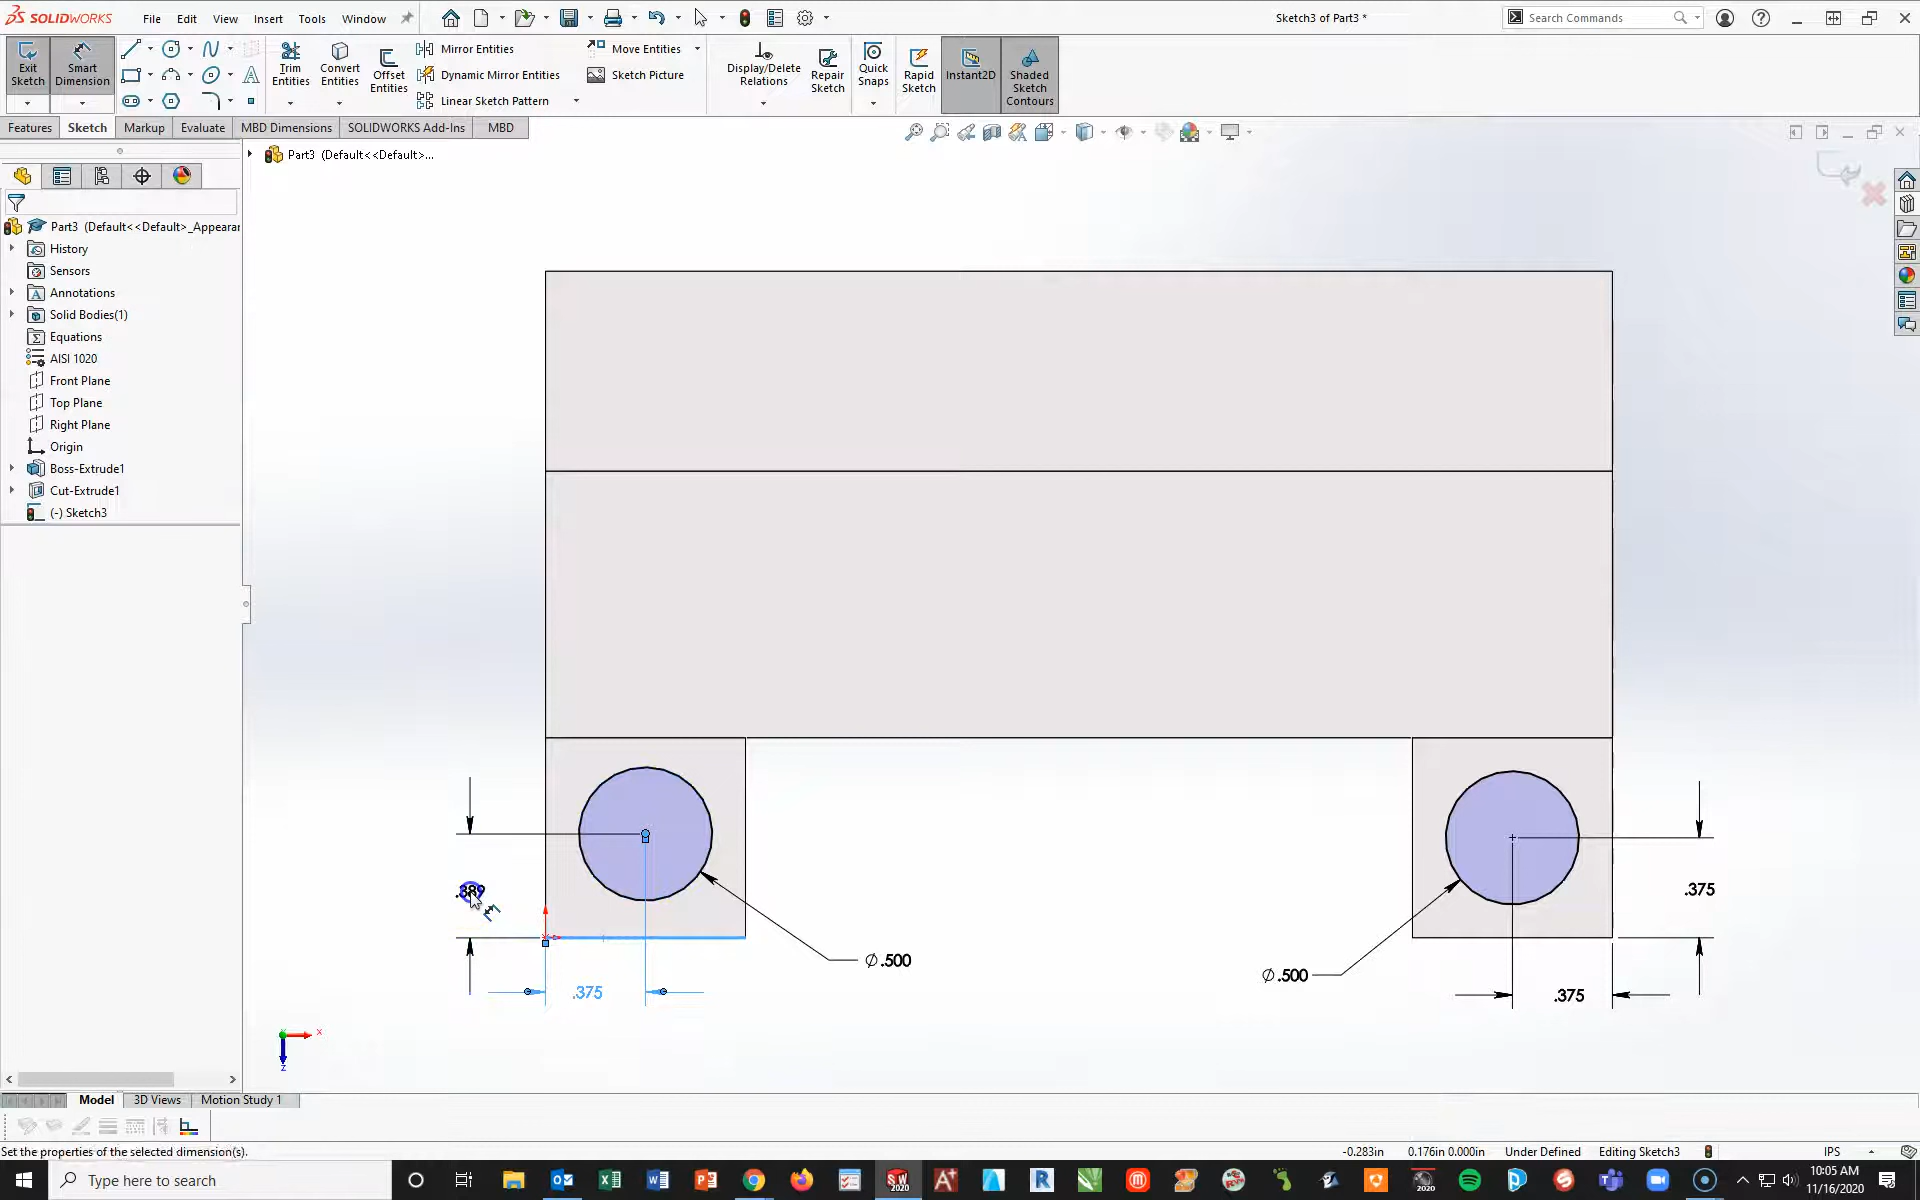 SOLIDWORKS File Edit View Insert Tools Window Sketch3 of Part3 * Search Commands
Exit Sketch
Smart Dimension
Trim Entities
Convert Entities
Offset Entities
Mirror Entities
Dynamic Mirror Entities
Linear Sketch Pattern
Move Entities
Sketch Picture
Display/Delete Relations
Repair Sketch
Quick Snaps
Rapid Sketch
Instant2D
Shaded Sketch Contours
Features Sketch Markup Evaluate MBD Dimensions SOLIDWORKS Add-Ins MBD
Part3 (Default<<Default>...
Part3 (Default<<Default>_Appearar
History
Sensors
Annotations
Solid Bodies(1)
Equations
AISI 1020
Front Plane
Top Plane
Right Plane
Origin
Boss-Extrude1
Cut-Extrude1
(-) Sketch3
.389
.375
Ø.500
Ø.500
.375
.375
x
z
Model 3D Views Motion Study 1
Set the properties of the selected dimension(s). -0.283in 0.176in 0.000in Under Defined Editing Sketch3 IPS
Type here to search
SW 2020
2020
10:05 AM
11/16/2020